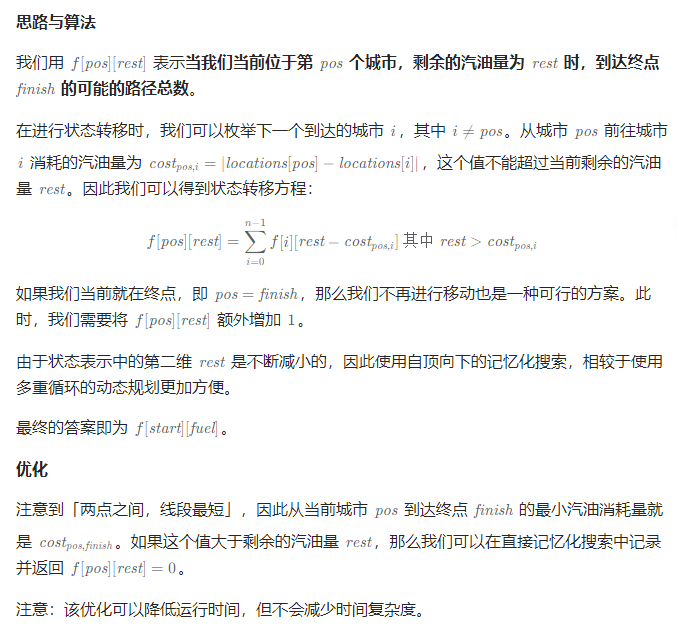 思路与算法
我们用 f[pos][rest] 表示当我们当前位于第 pos 个城市，剩余的汽油量为 rest 时，到达终点
finish 的可能的路径总数。
在进行状态转移时，我们可以枚举下一个到达的城市 i，其中 i ≠ pos。从城市 pos 前往城市
i 消耗的汽油量为 cost_{pos,i} = |locations[pos] − locations[i]|，这个值不能超过当前剩余的汽油
量 rest。因此我们可以得到状态转移方程：
f[pos][rest] = \sum_{i=0}^{n-1} f[i][rest − cost_{pos,i}] 其中 rest > cost_{pos,i}
如果我们当前就在终点，即 pos = finish，那么我们不再进行移动也是一种可行的方案。此
时，我们需要将 f[pos][rest] 额外增加 1。
由于状态表示中的第二维 rest 是不断减小的，因此使用自顶向下的记忆化搜索，相较于使用
多重循环的动态规划更加方便。
最终的答案即为 f[start][fuel]。
优化
注意到「两点之间，线段最短」，因此从当前城市 pos 到达终点 finish 的最小汽油消耗量就
是 cost_{pos,finish}。如果这个值大于剩余的汽油量 rest，那么我们可以在直接记忆化搜索中记录
并返回 f[pos][rest] = 0。
注意：该优化可以降低运行时间，但不会减少时间复杂度。